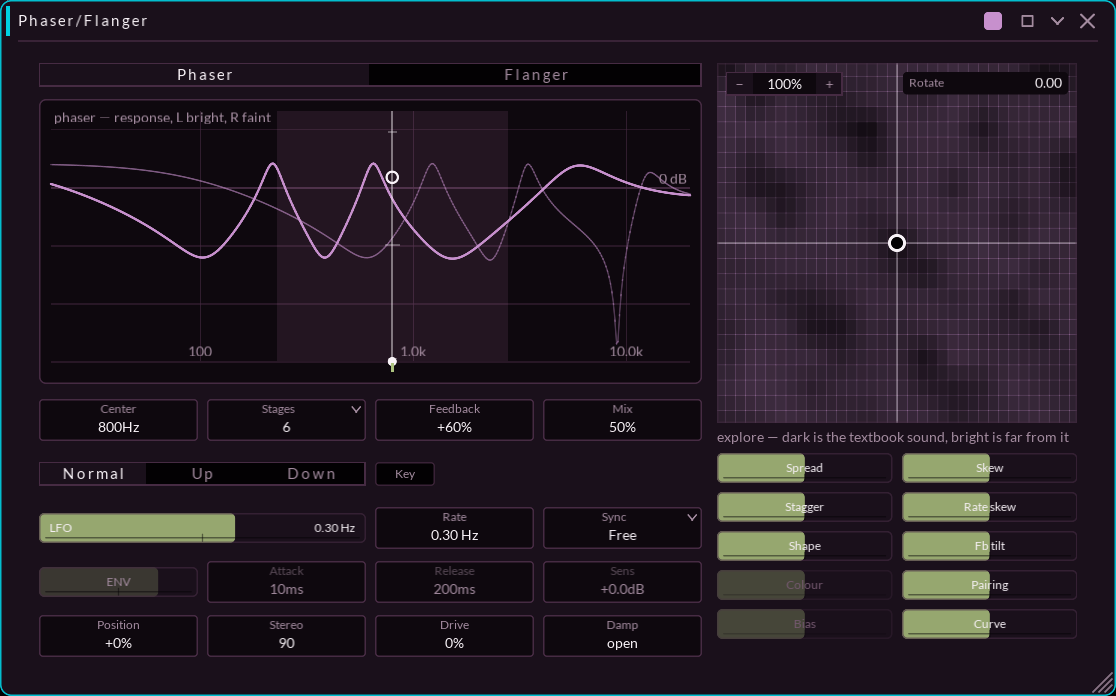 Phaser/Flanger
Phaser
Flanger
− 100% +
Rotate 0.00
phaser — response, L bright, R faint
0 dB
100
1.0k
10.0k
explore — dark is the textbook sound, bright is far from it
Center
800Hz
Stages
6
Feedback
+60%
Mix
50%
Normal
Up
Down
Key
LFO 0.30 Hz
Rate
0.30 Hz
Sync
Free
ENV
Attack
10ms
Release
200ms
Sens
+0.0dB
Position
+0%
Stereo
90
Drive
0%
Damp
open
Spread
Skew
Stagger
Rate skew
Shape
Fb tilt
Colour
Pairing
Bias
Curve